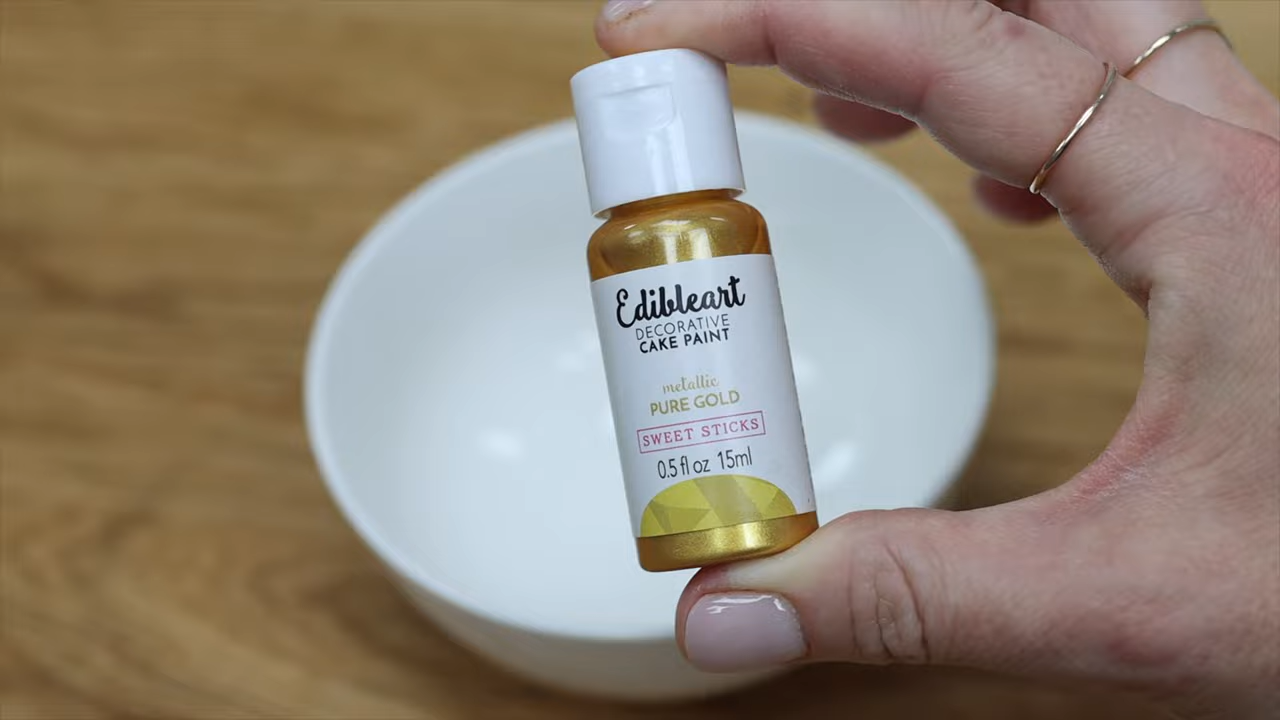 Edibleart
DECORATIVE
CAKE PAINT
metallic
PURE GOLD
SWEET STICKS
0.5 fl oz 15ml